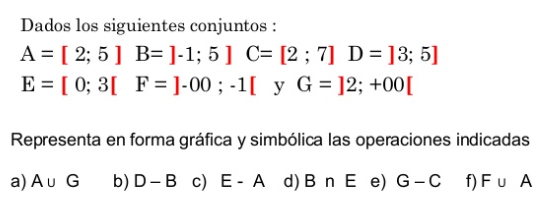 Dados los siguientes conjuntos :
A = [ 2; 5 ] B= ]-1; 5 ] C= [2 ; 7] D = ]3; 5]
E = [ 0; 3[ F = ]-00 ; -1[ y G = ]2; +00[
Representa en forma gráfica y simbólica las operaciones indicadas
a) A ∪ G b) D – B c) E - A d) B n E e) G – C f) F ∪ A